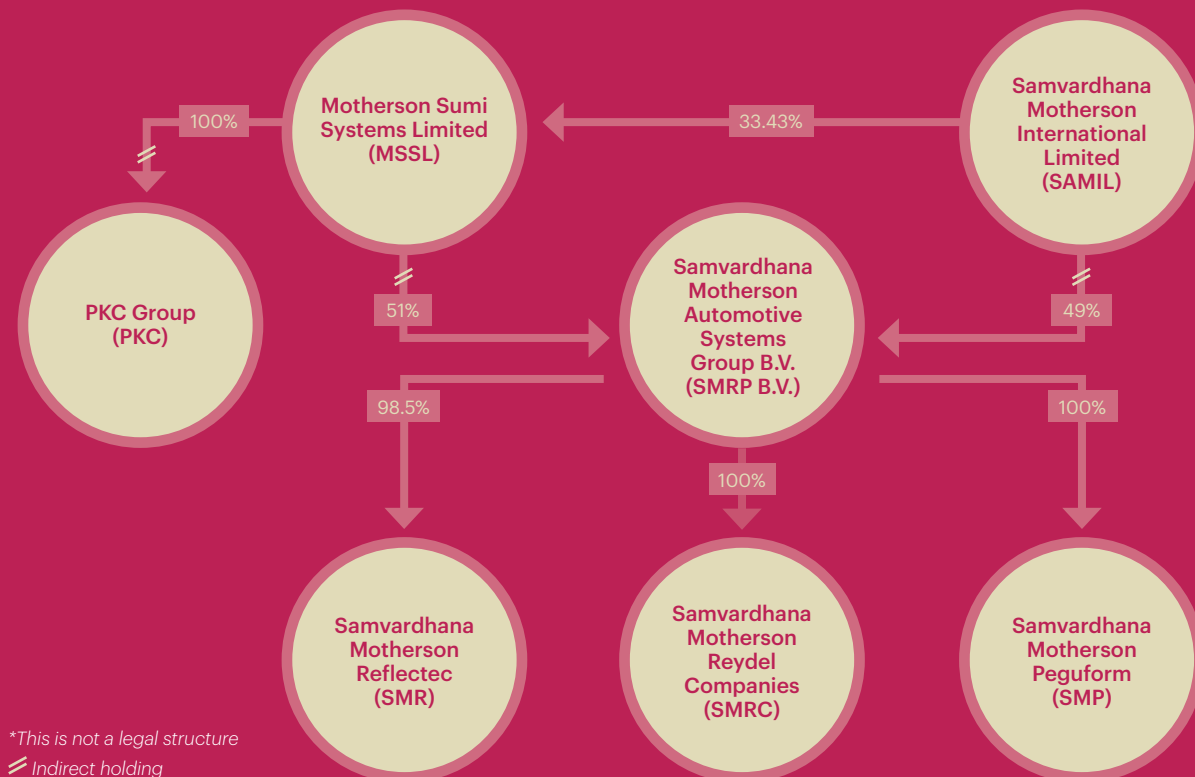 100%
Motherson Sumi
Systems Limited
(MSSL)
33.43%
Samvardhana
Motherson
International
Limited
(SAMIL)
PKC Group
(PKC)
51%
Samvardhana
Motherson
Automotive
Systems
Group B.V.
(SMRP B.V.)
49%
98.5%
100%
100%
Samvardhana
Motherson
Reflectec
(SMR)
Samvardhana
Motherson
Reydel
Companies
(SMRC)
Samvardhana
Motherson
Peguform
(SMP)
*This is not a legal structure
Indirect holding